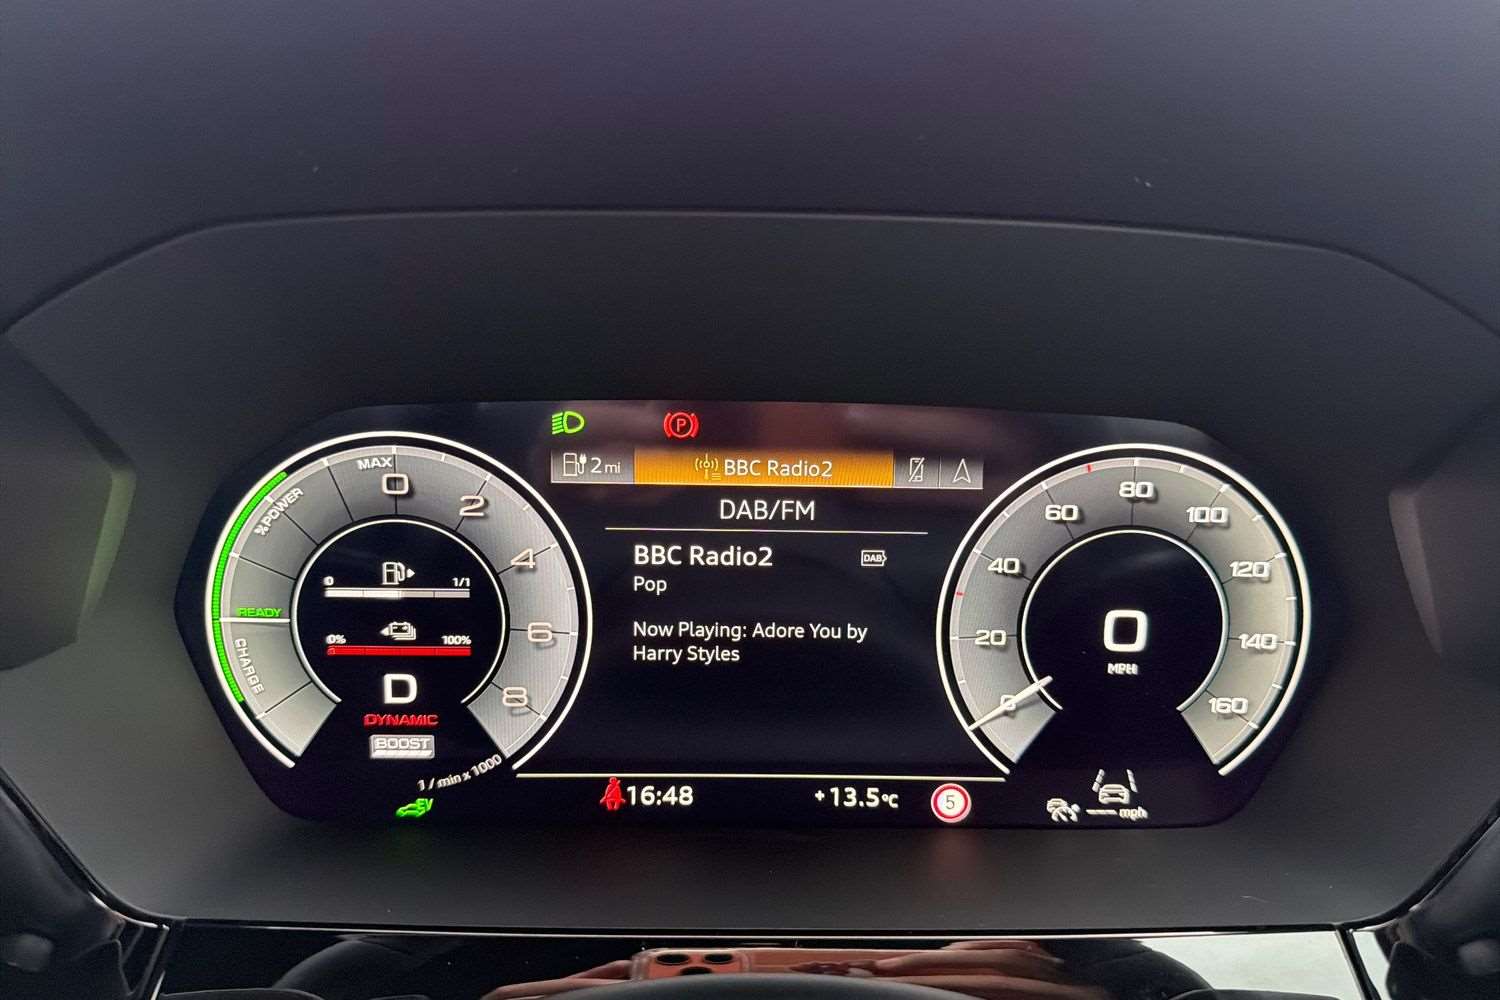 P
2 mi
BBC Radio2
DAB/FM
BBC Radio2
DAB
Pop
Now Playing: Adore You by
Harry Styles
MAX
% POWER
READY
CHARGE
0
2
4
6
8
1 / min x 1000
0
1/1
0%
100%
D
DYNAMIC
BOOST
EV
16:48
+13.5°C
5
0
20
40
60
80
100
120
140
160
0
MPH
mph